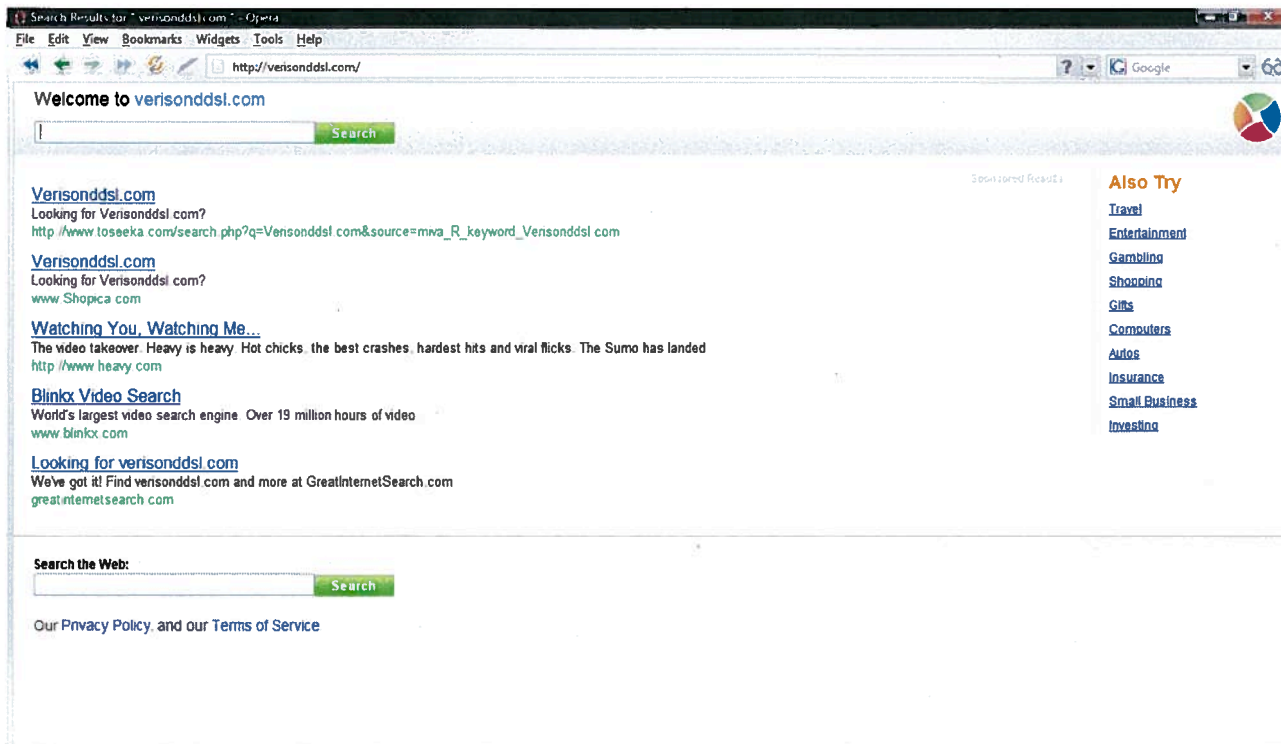 Search Results for " verisonddsl.com " - Opera
File Edit View Bookmarks Widgets Tools Help
http://verisonddsl.com/ ? Google
Welcome to verisonddsl.com
Search
Sponsored Results
Verisonddsl.com
Looking for Verisonddsl.com?
http://www.toseeka.com/search.php?q=Verisonddsl.com&source=miva_R_keyword_Verisonddsl.com
Verisonddsl.com
Looking for Verisonddsl.com?
www.Shopica.com
Watching You, Watching Me...
The video takeover. Heavy is heavy. Hot chicks, the best crashes, hardest hits and viral flicks. The Sumo has landed
http://www.heavy.com
Blinkx Video Search
World's largest video search engine. Over 19 million hours of video
www.blinkx.com
Looking for verisonddsl.com
We've got it! Find verisonddsl.com and more at GreatInternetSearch.com
greatinternetsearch.com
Also Try
Travel
Entertainment
Gambling
Shopping
Gifts
Computers
Autos
Insurance
Small Business
Investing
Search the Web:
Search
Our Privacy Policy, and our Terms of Service